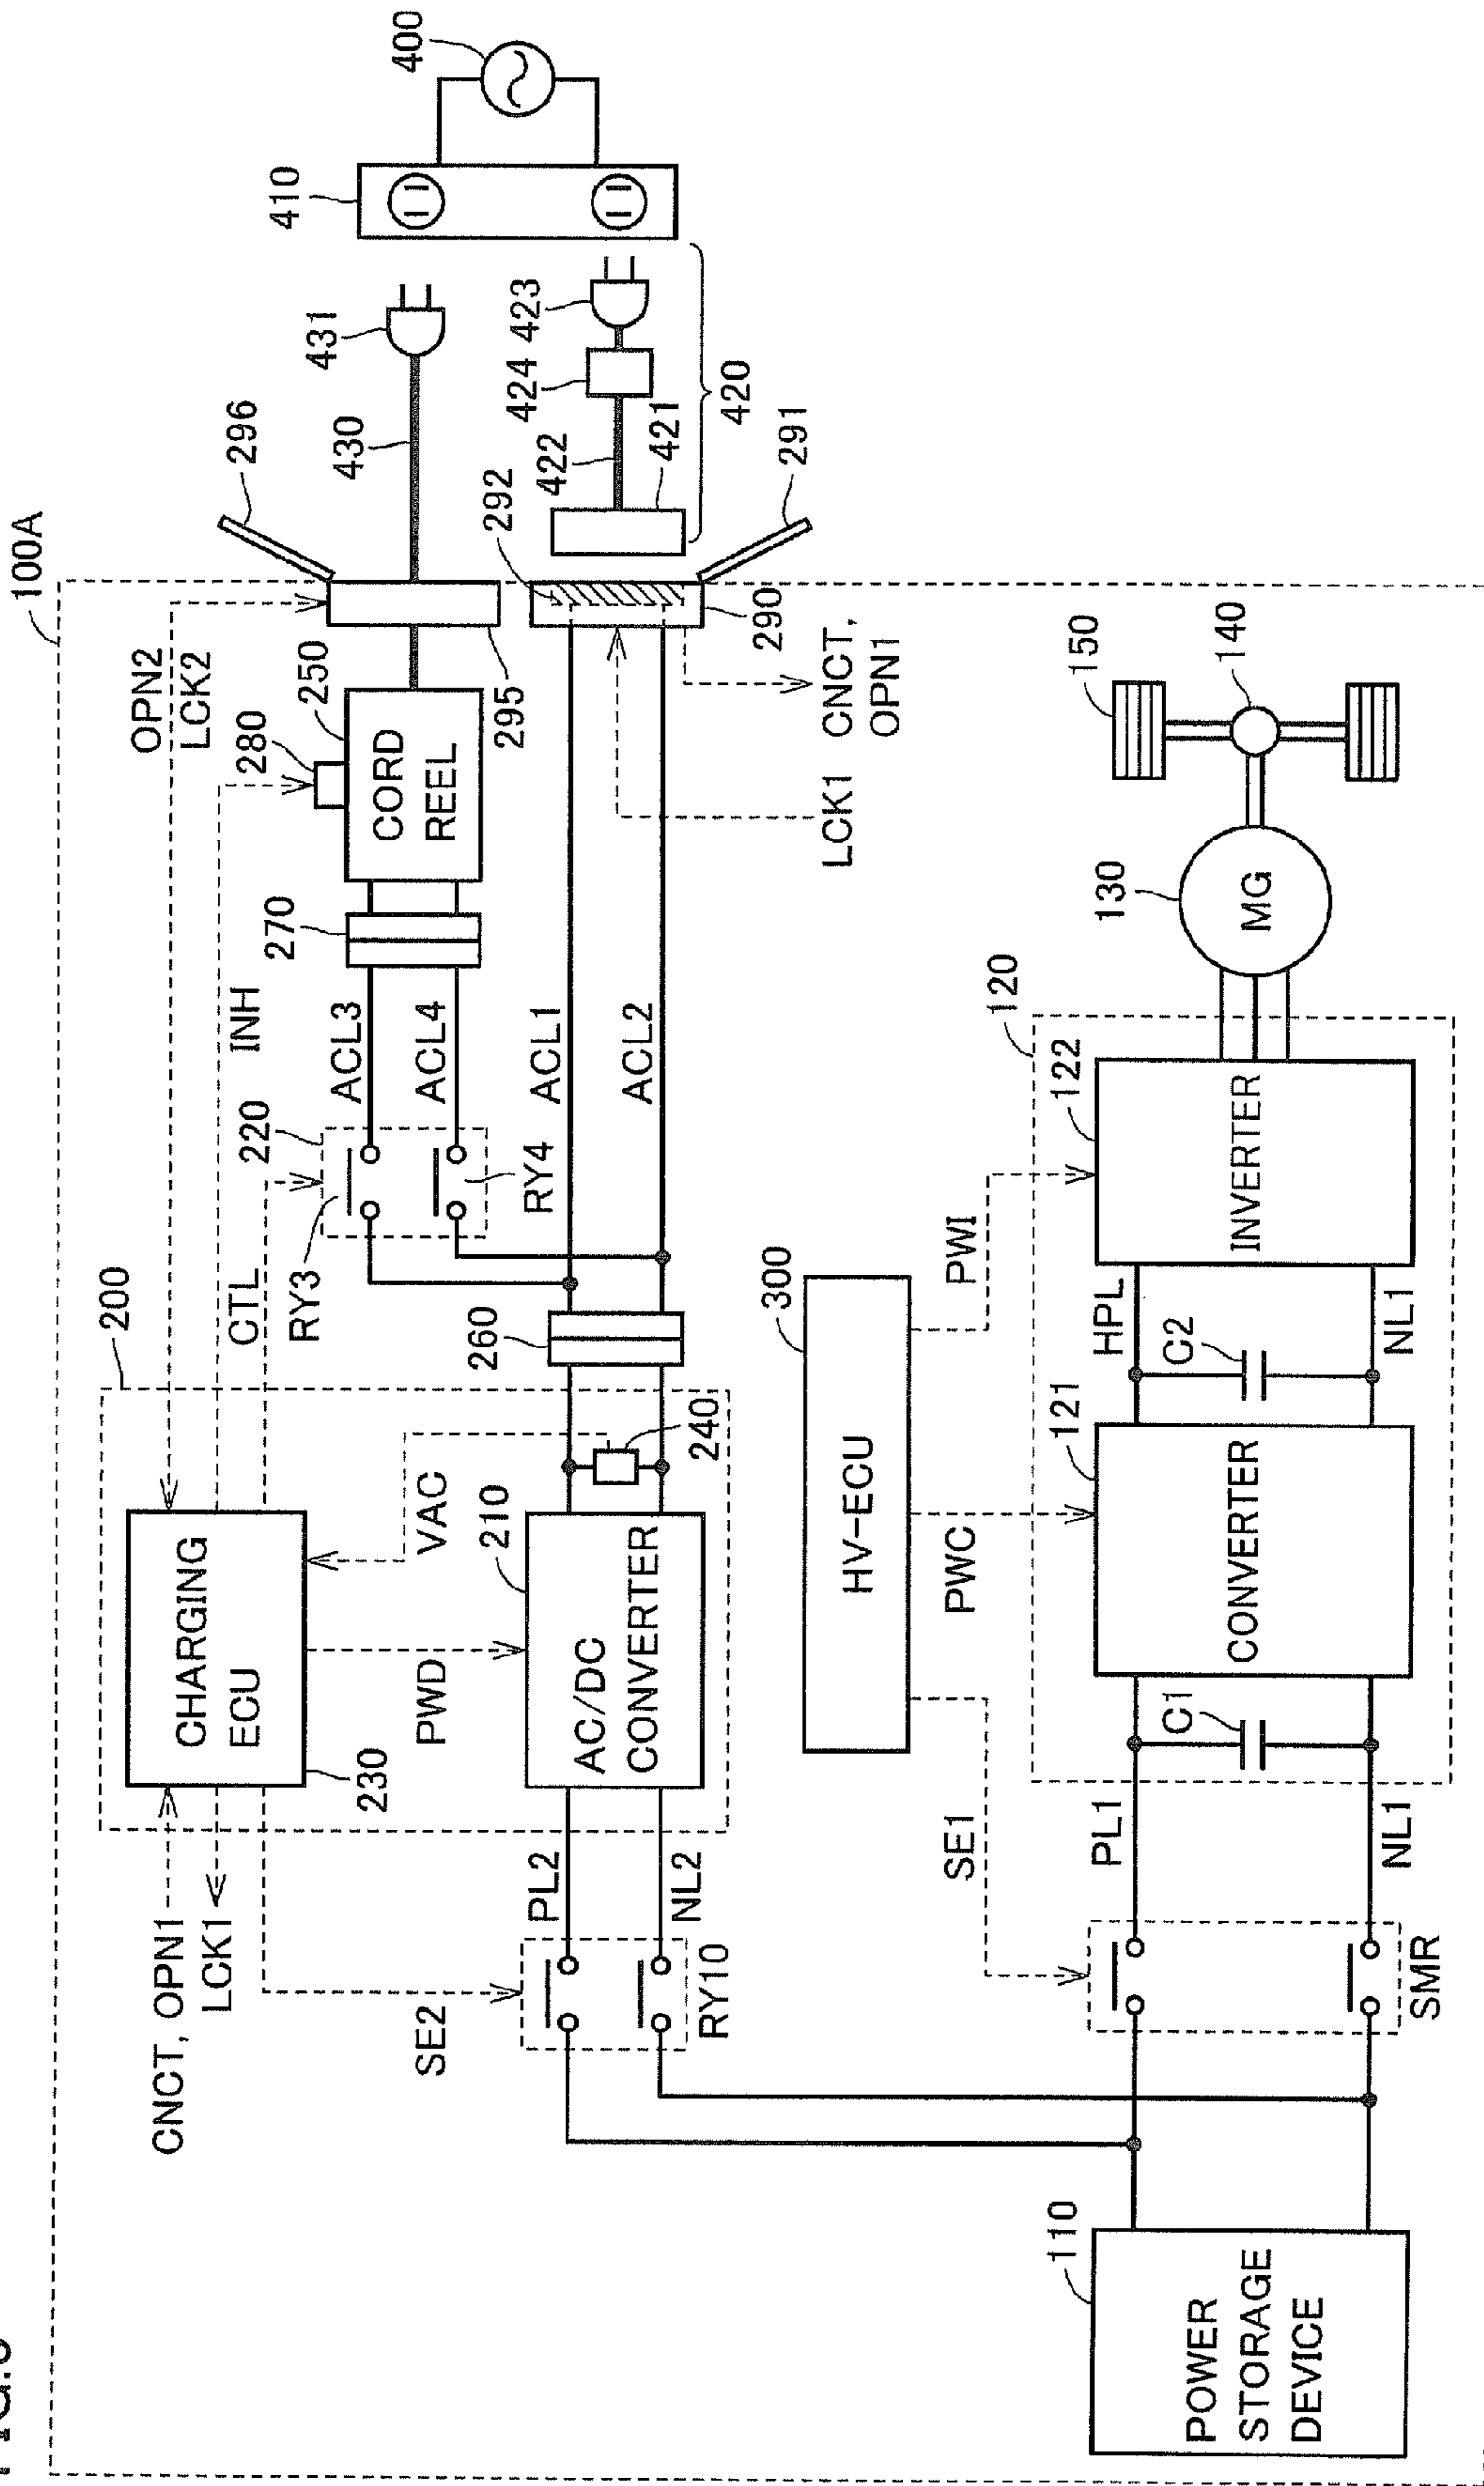 100A
200
CNCT, OPN1
LCK1
SE2
CHARGING
ECU
230
CTL
INH
OPN2
LCK2
280
250
CORD
REEL
295
296
430
431
410
400
270
ACL3
ACL4
220
RY3
RY4
ACL1
ACL2
260
240
VAC
PWD
210
AC/DC
CONVERTER
PL2
NL2
RY10
292
290
291
422
421
424
423
420
LCK1
CNCT,
OPN1
300
HV-ECU
SE1
PWC
PWI
110
POWER
STORAGE
DEVICE
SMR
PL1
NL1
C1
121
CONVERTER
HPL
NL1
C2
122
INVERTER
120
130
MG
140
150